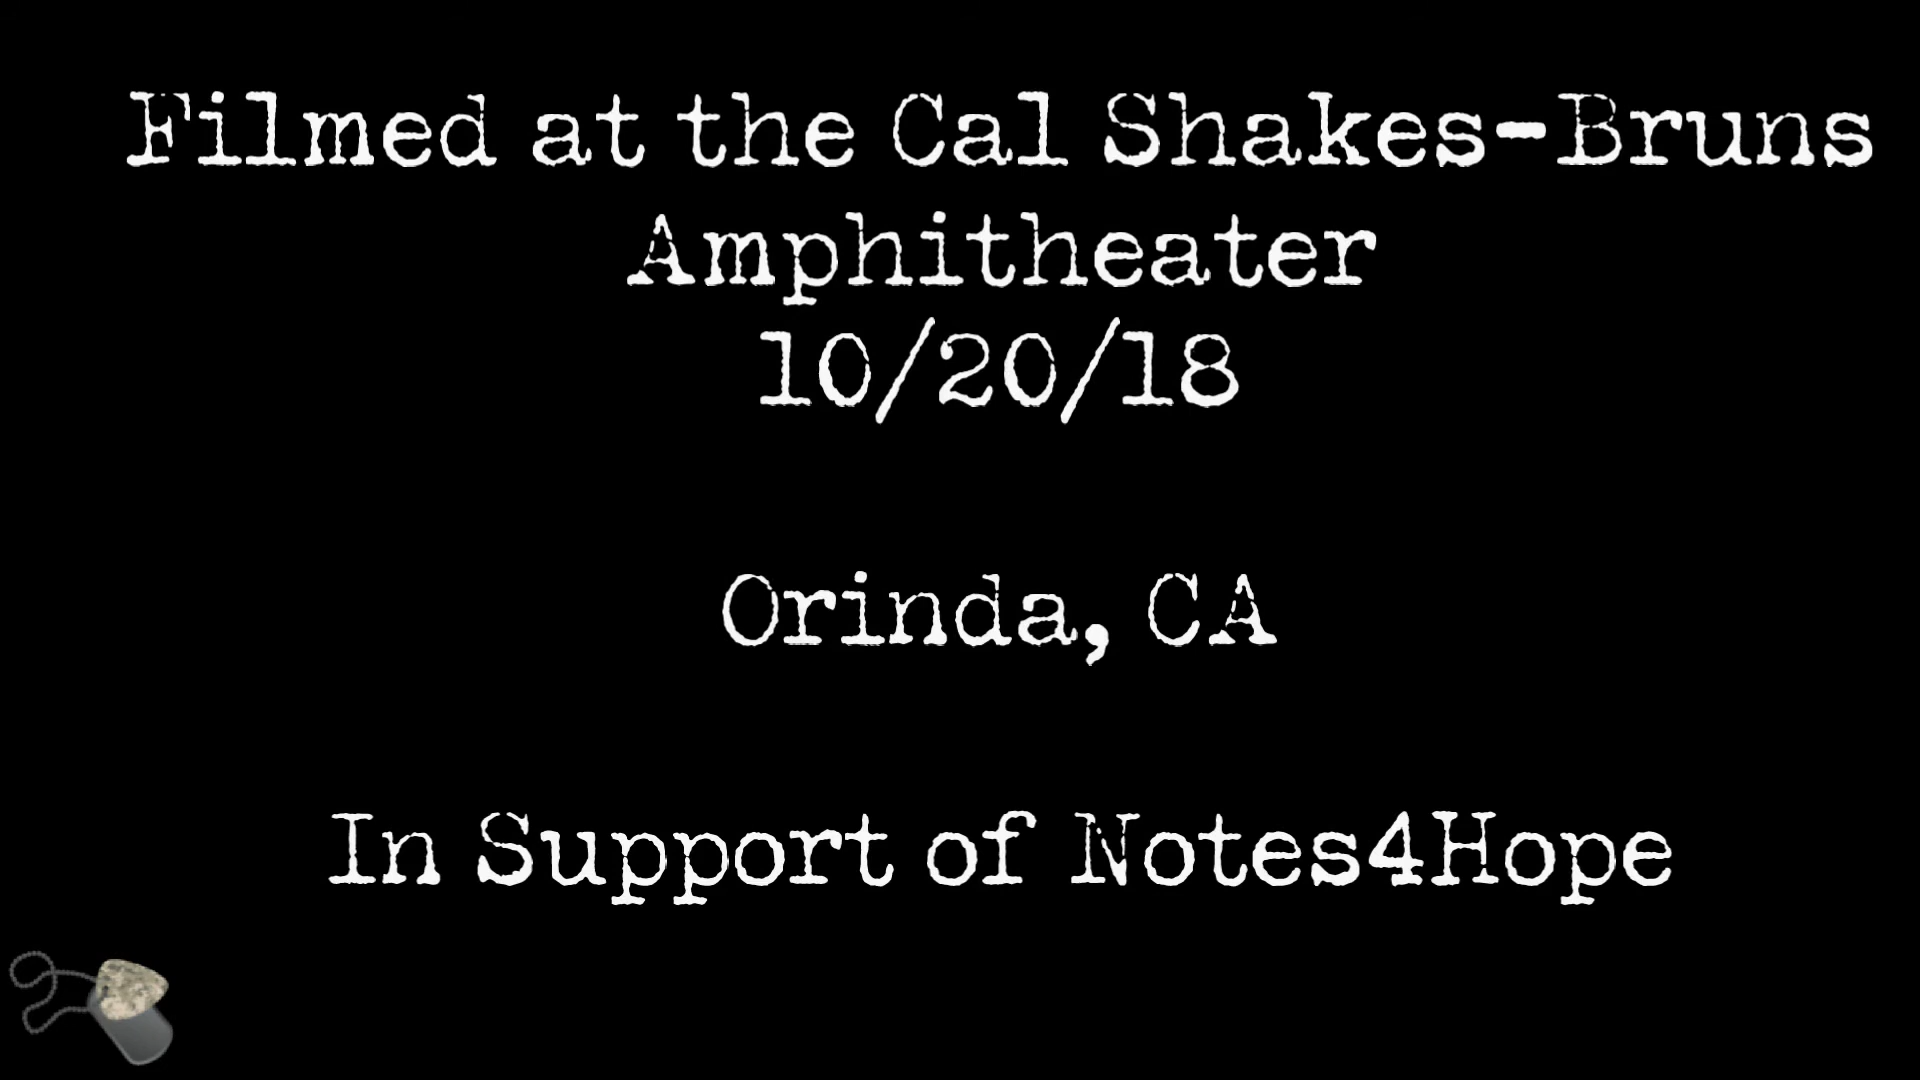 Filmed at the Cal Shakes-Bruns
Amphitheater
10/20/18
Orinda, CA
In Support of Notes4Hope